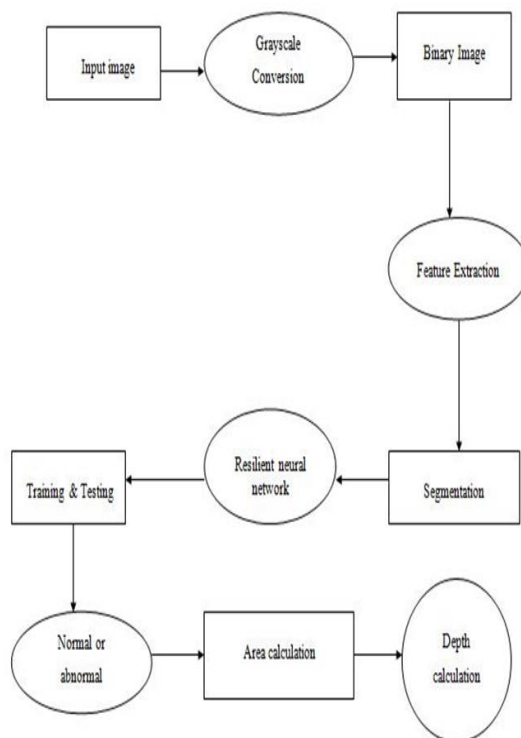 Input image
Grayscale
Conversion
Binary Image
Feature Extraction
Segmentation
Resilient neural
network
Training & Testing
Normal or
abnormal
Area calculation
Depth
calculation